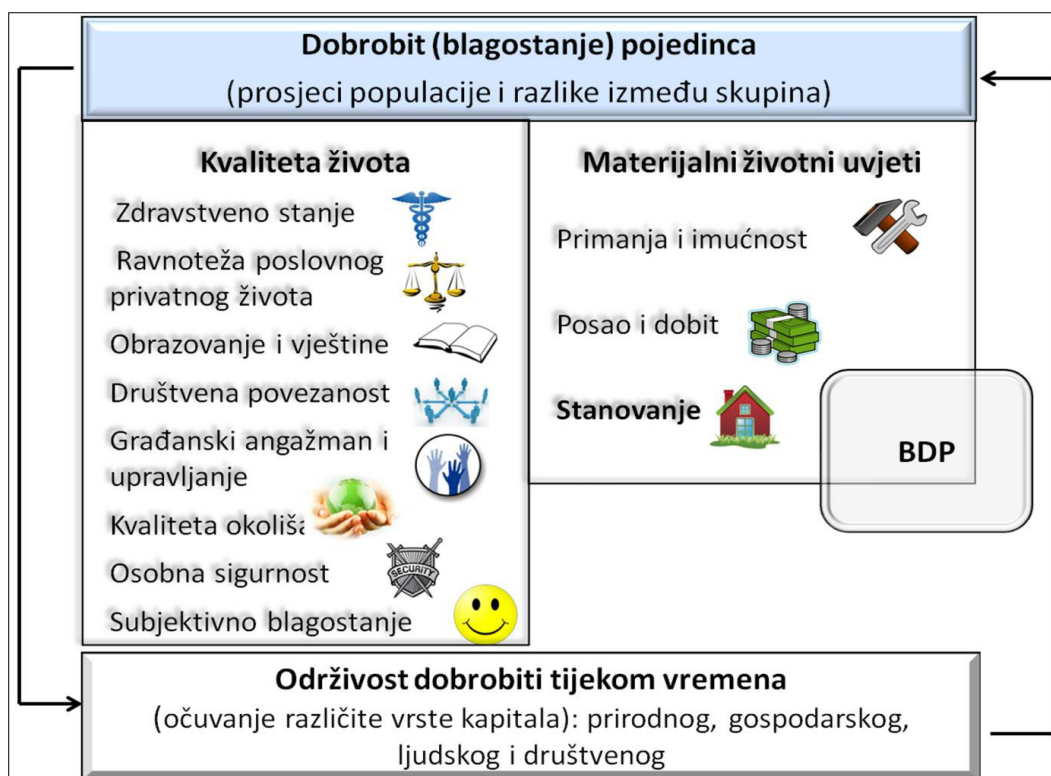 Dobrobit (blagostanje) pojedinca
(prosjeci populacije i razlike između skupina)
Kvaliteta života
Zdravstveno stanje
Ravnoteža poslovnog
privatnog života
Obrazovanje i vještine
Društvena povezanost
Građanski angažman i
upravljanje
Kvaliteta okoliša
Osobna sigurnost
SECURITY
Subjektivno blagostanje
Materijalni životni uvjeti
Primanja i imućnost
Posao i dobit
Stanovanje
BDP
Održivost dobrobiti tijekom vremena
(očuvanje različite vrste kapitala): prirodnog, gospodarskog,
ljudskog i društvenog